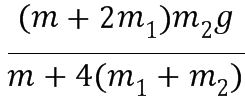 (m + 2m₁)m₂g
m + 4(m₁ + m₂)